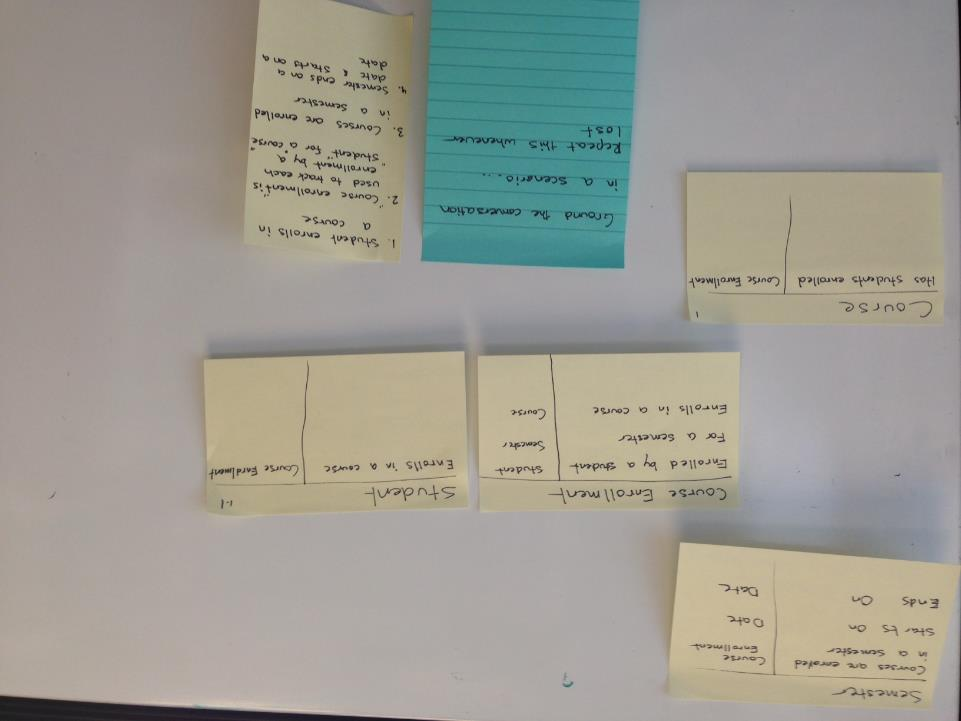 Semester
Courses are enrolled Course
in a semester Enrollment
Starts on Date
Ends On Date
Course Enrollment
Enrolled by a student Student
For a semester Semester
Enrolls in a course Course
Student 1-1
Enrolls in a course Course Enrollment
Course 1
Has students enrolled Course Enrollment
Ground the conversation
in a scenario...
Repeat this whenever
Lost
1. Student enrolls in
a course
2. "Course enrollment" is
used to track each
enrollment" by a
"student" for a "course"
3. Courses are enrolled
in a semester
4. Semester ends on a
date & starts on a
date